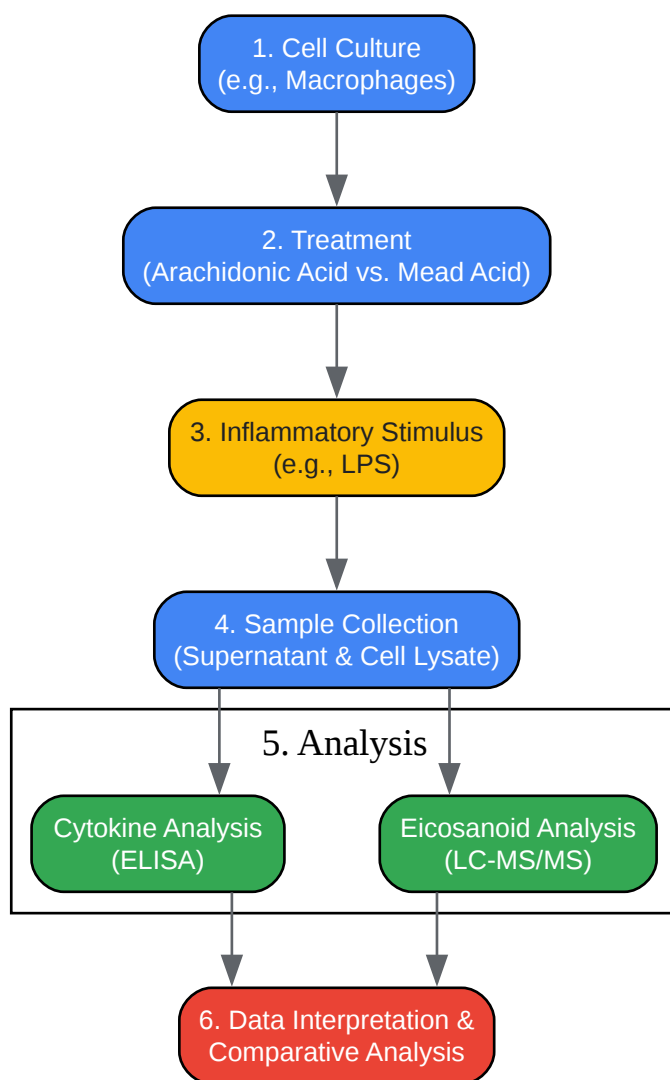 1. Cell Culture
(e.g., Macrophages)
2. Treatment
(Arachidonic Acid vs. Mead Acid)
3. Inflammatory Stimulus
(e.g., LPS)
4. Sample Collection
(Supernatant & Cell Lysate)
5. Analysis
Cytokine Analysis
(ELISA)
Eicosanoid Analysis
(LC-MS/MS)
6. Data Interpretation &
Comparative Analysis